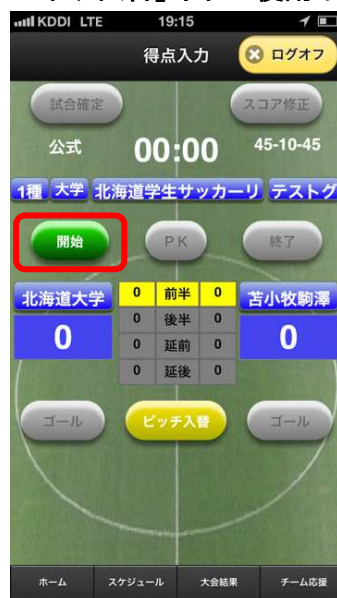 KDDI LTE 19:15
得点入力 ログオフ
試合確定 スコア修正
公式 00:00 45-10-45
1種 大学 北海道学生サッカーリ テストグ
開始 PK 終了
北海道大学 0 前半 0 苫小牧駒澤
0 0 後半 0 0
0 延前 0
0 延後 0
ゴール ピッチ入替 ゴール
ホーム スケジュール 大会結果 チーム応援